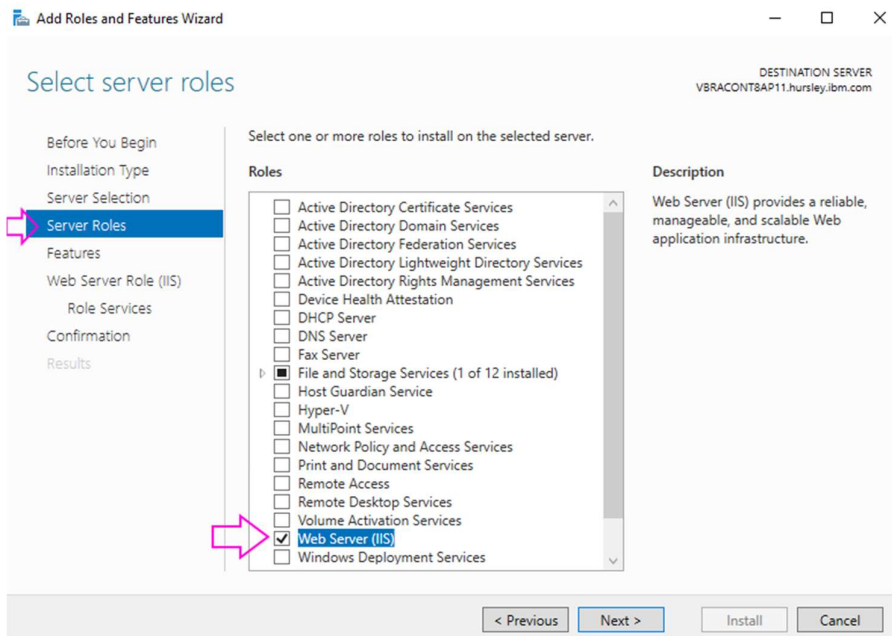 Add Roles and Features Wizard
Select server roles
DESTINATION SERVER
VBRACONT8AP11.hursley.ibm.com
Before You Begin
Installation Type
Server Selection
Server Roles
Features
Web Server Role (IIS)
Role Services
Confirmation
Results
Select one or more roles to install on the selected server.
Roles
Active Directory Certificate Services
Active Directory Domain Services
Active Directory Federation Services
Active Directory Lightweight Directory Services
Active Directory Rights Management Services
Device Health Attestation
DHCP Server
DNS Server
Fax Server
File and Storage Services (1 of 12 installed)
Host Guardian Service
Hyper-V
MultiPoint Services
Network Policy and Access Services
Print and Document Services
Remote Access
Remote Desktop Services
Volume Activation Services
Web Server (IIS)
Windows Deployment Services
Description
Web Server (IIS) provides a reliable,
manageable, and scalable Web
application infrastructure.
< Previous
Next >
Install
Cancel